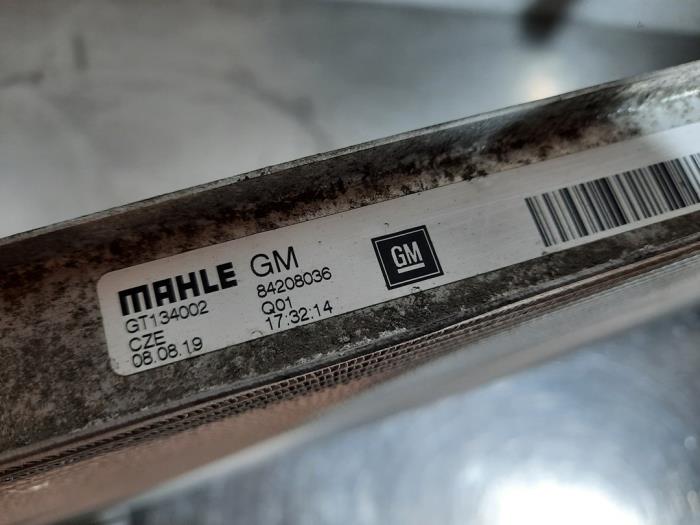 MAHLE GM
GT134002 84208036
CZE Q01
08.08.19 17:32:14
GM